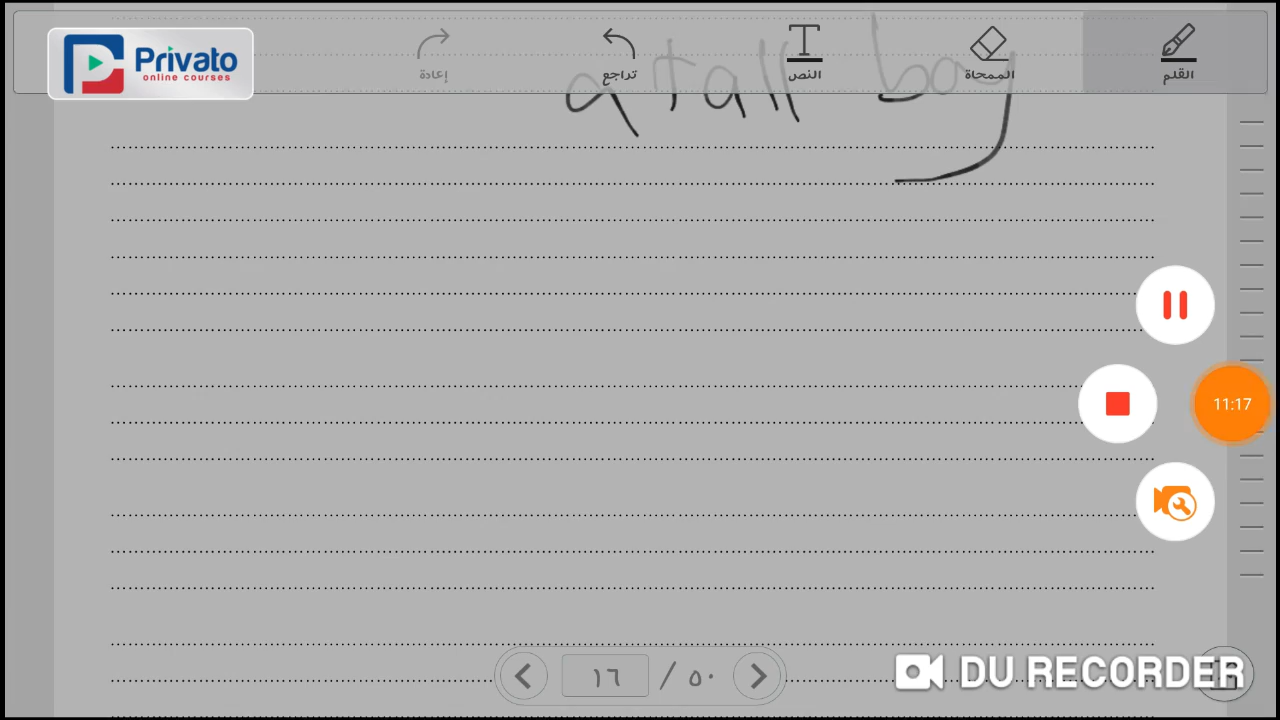 Privato
online courses
إعادة
تراجع
النص
الممحاة
القلم
a tall boy
11:17
١٦ / ٥٠
DU RECORDER